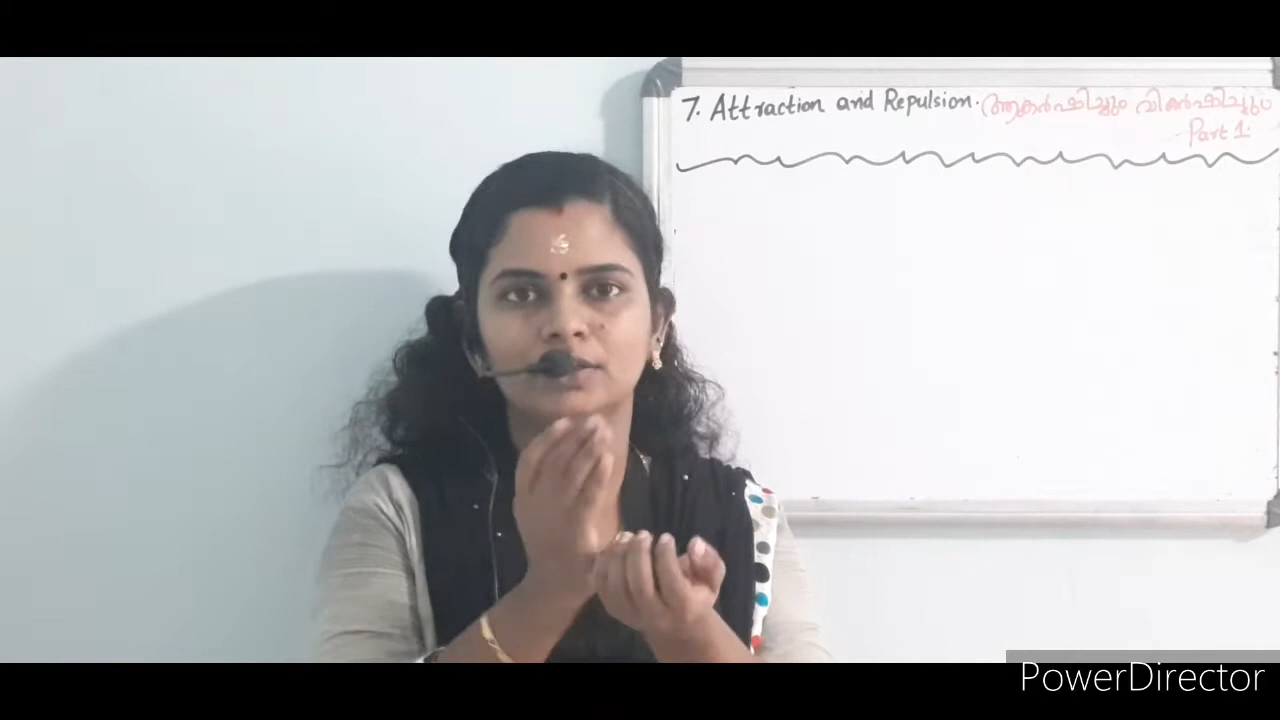 7. Attraction and Repulsion. ആകർഷിച്ചും വികർഷിച്ചും
Part 1.
PowerDirector